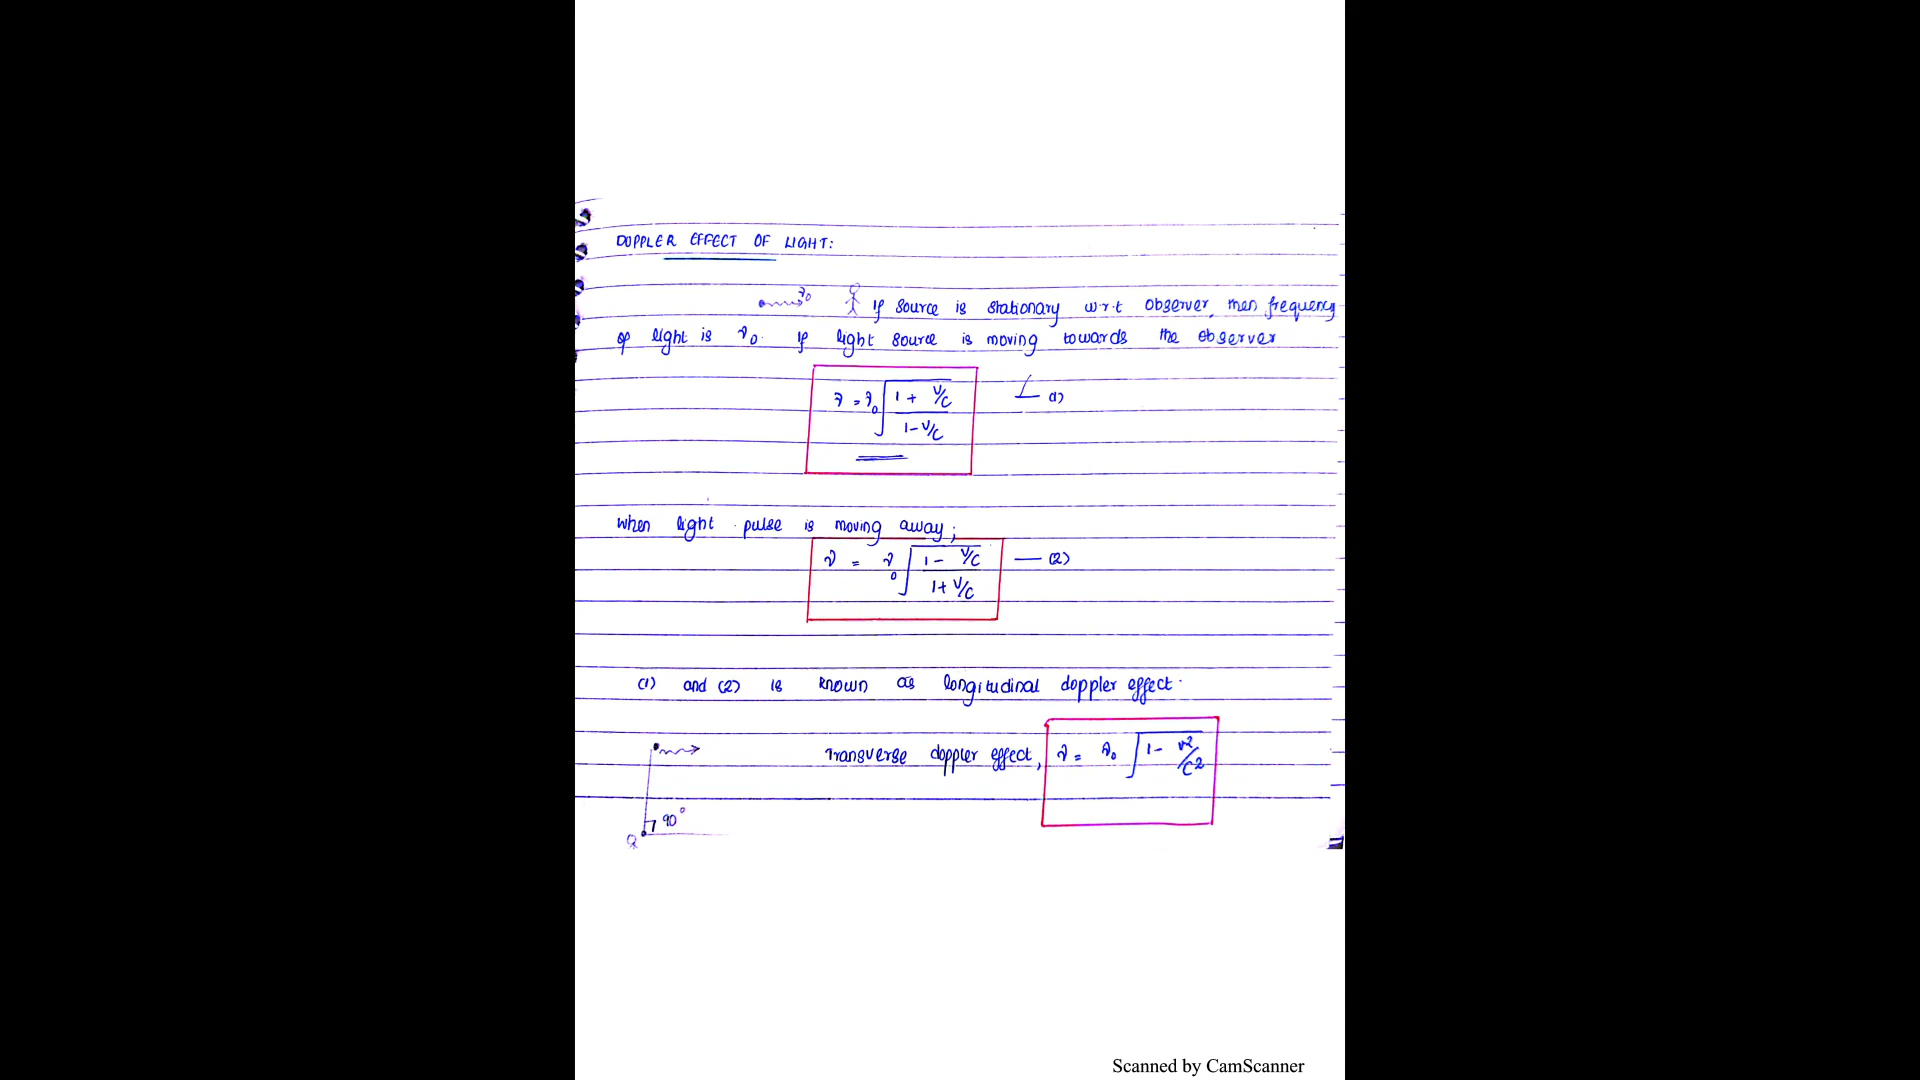 DOPPLER EFFECT OF LIGHT:
ν0 If source is stationary w.r.t observer, then frequency
of light is ν0. If light source is moving towards the observer
ν = ν0 √(1 + v/c / 1 - v/c) — (1)
when light pulse is moving away;
ν = ν0 √(1 - v/c / 1 + v/c) — (2)
(1) and (2) is known as longitudinal doppler effect.
Transverse doppler effect, ν = ν0 √(1 - v²/c²)
90°
Scanned by CamScanner